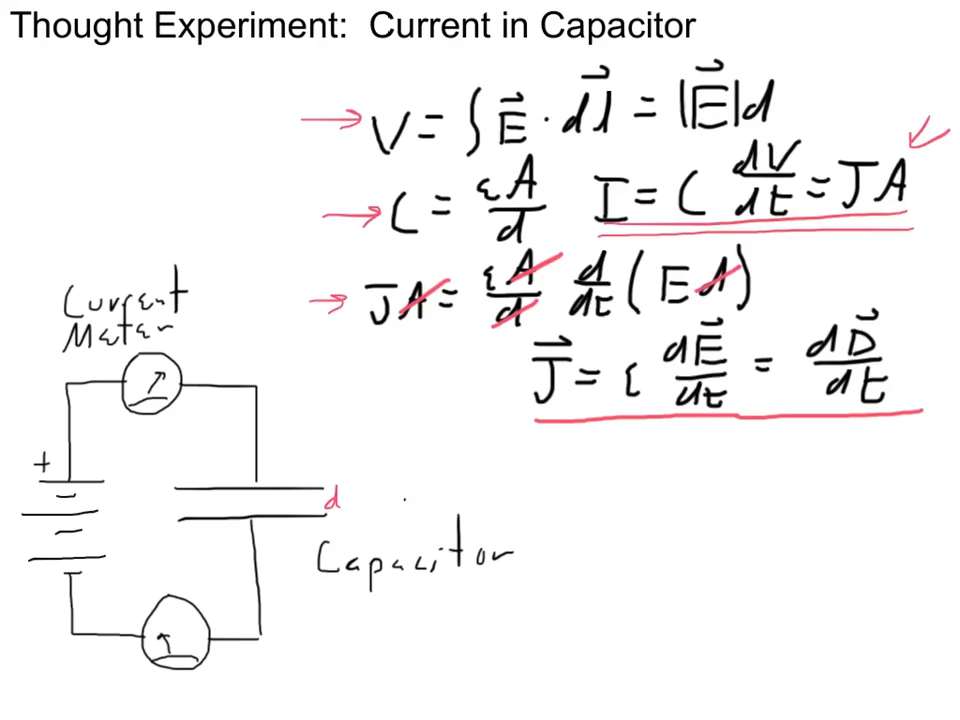 Thought Experiment: Current in Capacitor
V = ∫ E⃗ · dl⃗ = |E⃗|d
C = εA/d I = C dV/dt = JA
JA = εA/d d/dt (Ed)
J⃗ = ε dE⃗/dt = dD⃗/dt
Current
Meter
+
d
Capacitor